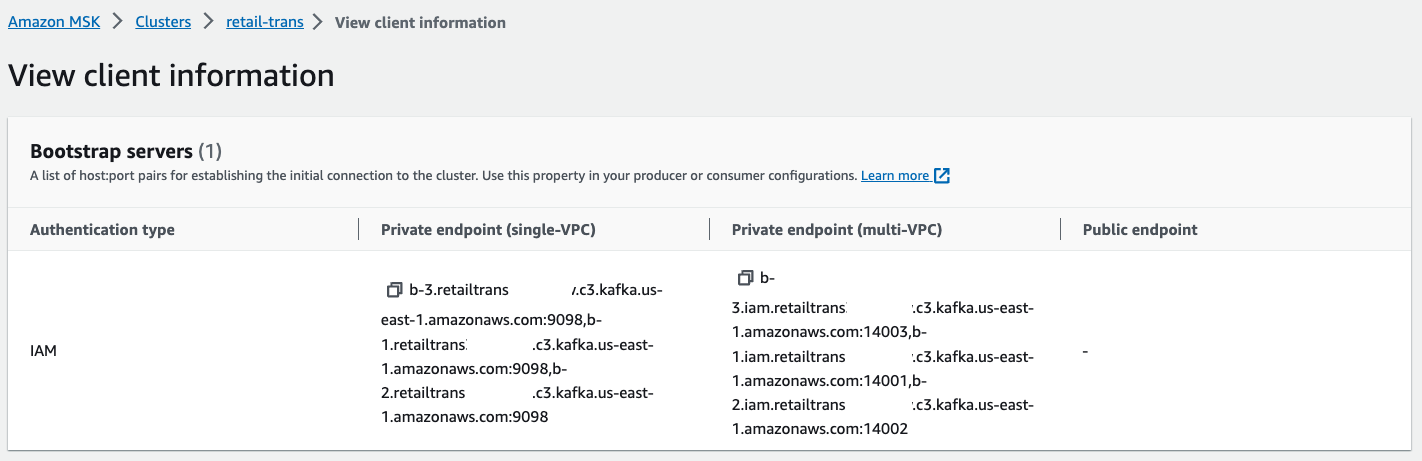 Amazon MSK > Clusters > retail-trans > View client information
View client information
Bootstrap servers (1)
A list of host:port pairs for establishing the initial connection to the cluster. Use this property in your producer or consumer configurations. Learn more
Authentication type
Private endpoint (single-VPC)
Private endpoint (multi-VPC)
Public endpoint
IAM
b-3.retailtrans .c3.kafka.us-
east-1.amazonaws.com:9098,b-
1.retailtrans .c3.kafka.us-east-
1.amazonaws.com:9098,b-
2.retailtrans .c3.kafka.us-east-
1.amazonaws.com:9098
b-
3.iam.retailtrans .c3.kafka.us-east-
1.amazonaws.com:14003,b-
1.iam.retailtrans .c3.kafka.us-east-
1.amazonaws.com:14001,b-
2.iam.retailtrans .c3.kafka.us-east-
1.amazonaws.com:14002
-